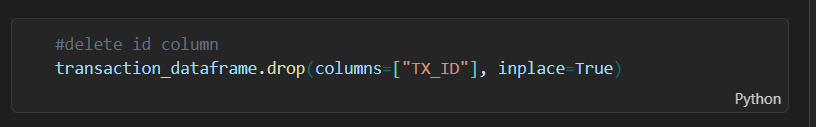 #delete id column
transaction_dataframe.drop(columns=["TX_ID"], inplace=True)
Python